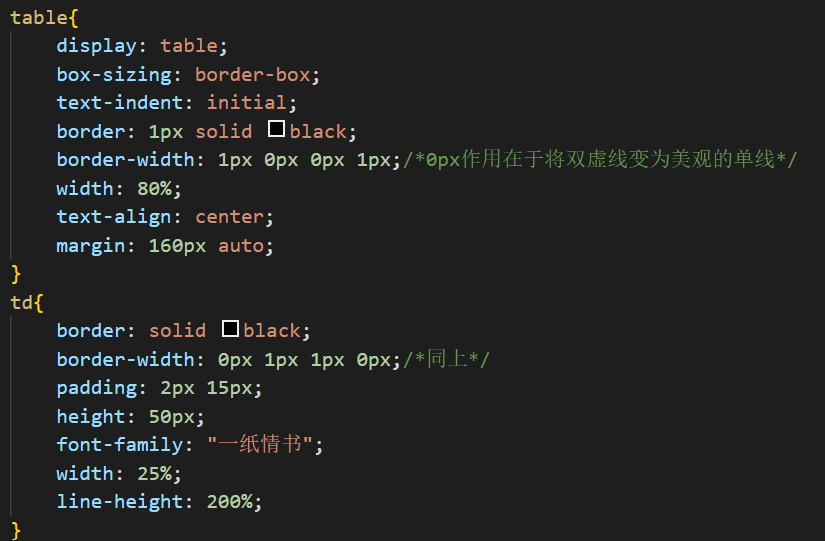 table{
    display: table;
    box-sizing: border-box;
    text-indent: initial;
    border: 1px solid black;
    border-width: 1px 0px 0px 1px;/*0px作用在于将双虚线变为美观的单线*/
    width: 80%;
    text-align: center;
    margin: 160px auto;
}
td{
    border: solid black;
    border-width: 0px 1px 1px 0px;/*同上*/
    padding: 2px 15px;
    height: 50px;
    font-family: "一纸情书";
    width: 25%;
    line-height: 200%;
}